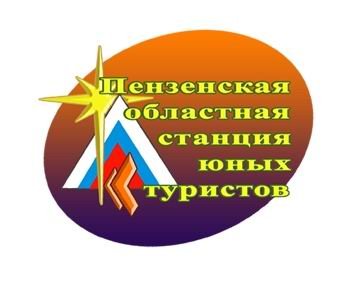 Пензенская
областная
станция
юных
туристов